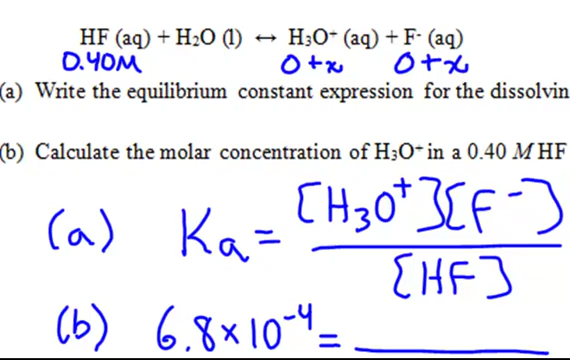 HF (aq) + H₂O (l) ↔ H₃O⁺ (aq) + F⁻ (aq)
0.40M 0+x 0+x
(a) Write the equilibrium constant expression for the
(b) Calculate the molar concentration of H₃O⁺ in a 0.40 M HF
(a) Ka = [H₃O⁺][F⁻]
[HF]
(b) 6.8×10⁻⁴ =